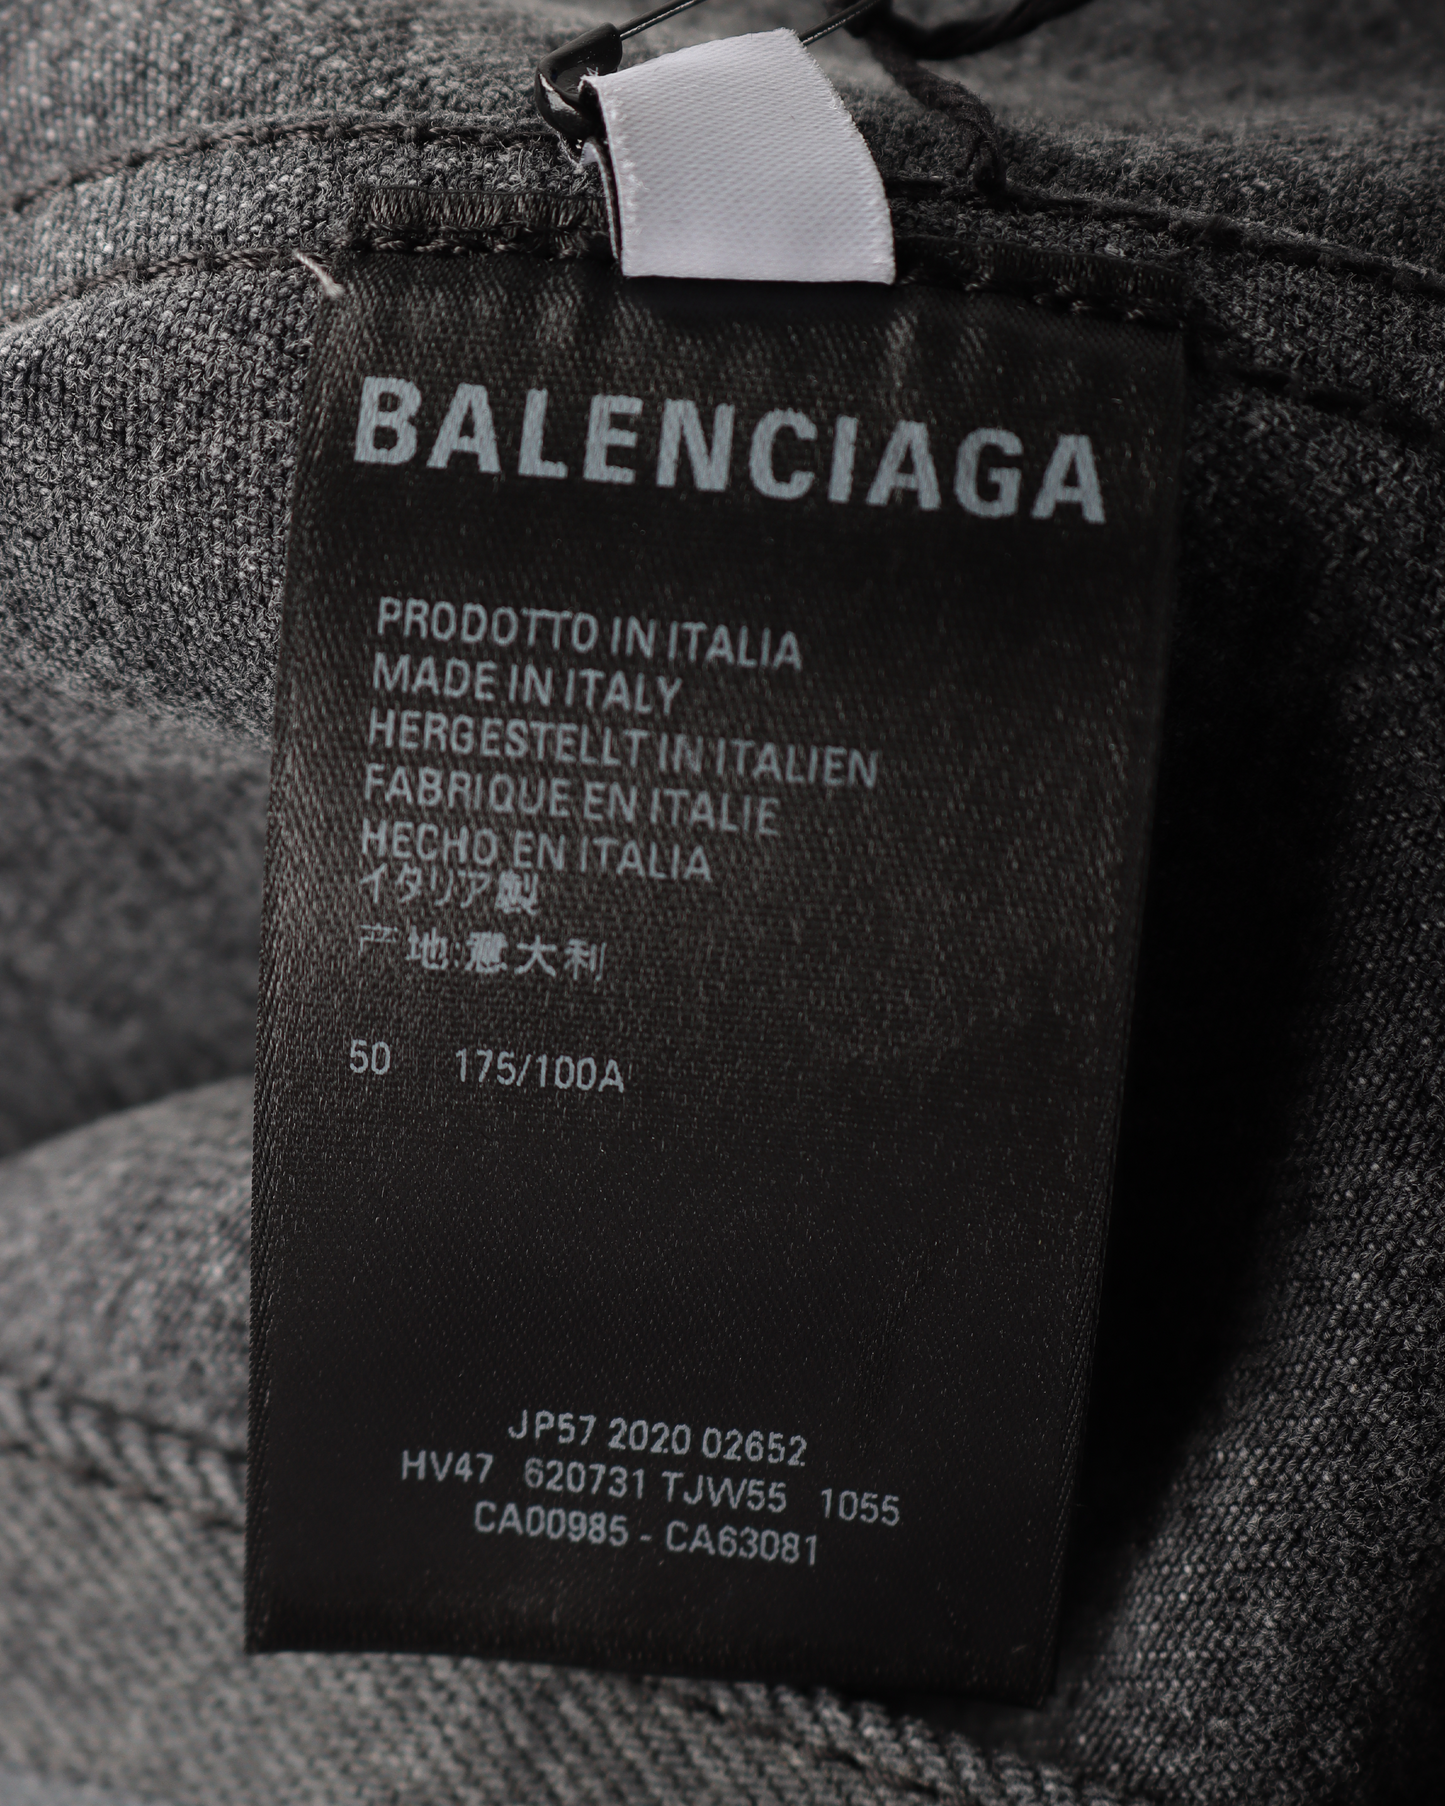 BALENCIAGA
PRODOTTO IN ITALIA
MADE IN ITALY
HERGESTELLT IN ITALIEN
FABRIQUE EN ITALIE
HECHO EN ITALIA
イタリア製
产地:意大利
50 175/100A
JP57 2020 02652
HV47 620731 TJW55 1055
CA00985 - CA63081